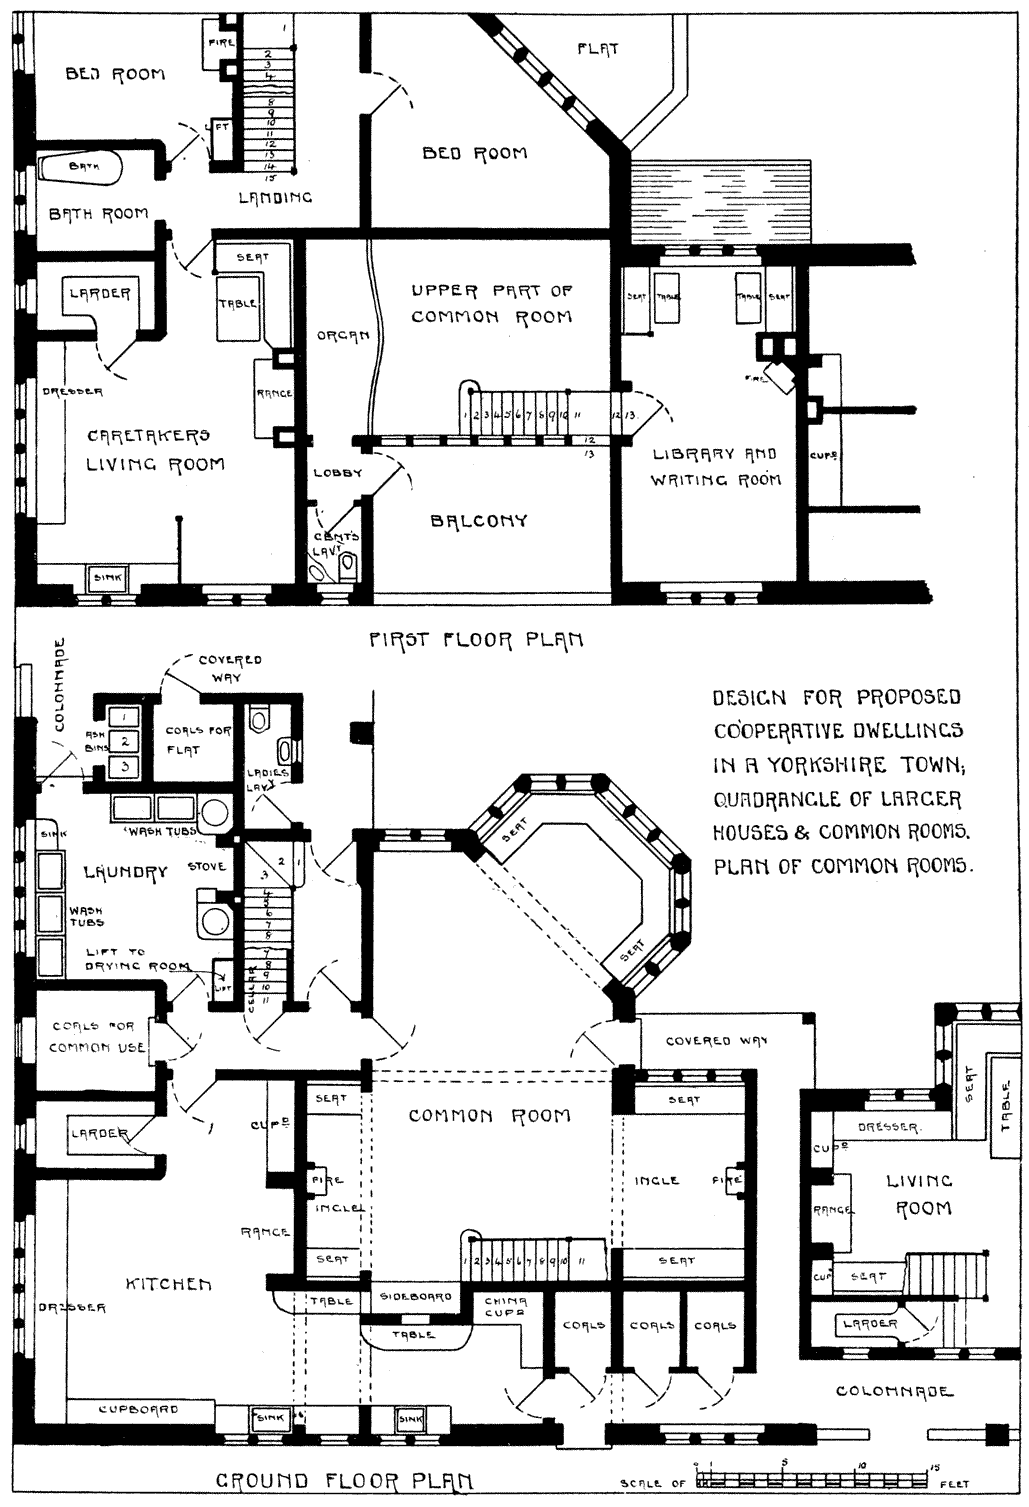 BED ROOM
FIRE
1
2
3
4
8
9
10
11
12
13
14
15
LIFT
BATH
BATH ROOM
LANDING
BED ROOM
FLAT
SEAT
TABLE
LARDER
DRESSER
RANGE
CARETAKERS
LIVING ROOM
SINK
ORGAN
UPPER PART OF
COMMON ROOM
1 2 3 4 5 6 7 8 9 10 11 12 13.
12
13
LOBBY
GENT'S
LAVY
BALCONY
SEAT
TABLE
TABLE
SEAT
FIRE
LIBRARY AND
WRITING ROOM
CUPD
FIRST FLOOR PLAN
DESIGN FOR PROPOSED
COOPERATIVE DWELLINGS
IN A YORKSHIRE TOWN;
QUADRANGLE OF LARGER
HOUSES & COMMON ROOMS.
PLAN OF COMMON ROOMS.
COLONNADE
COVERED
WAY
ASH
BINS
1
2
3
COALS FOR
FLAT
LADIES
LAVY
WASH TUBS
SINK
LAUNDRY
STOVE
WASH
TUBS
LIFT TO
DRYING ROOM
LIFT
1
2
3
4
5
6
7
8
7
8
9
10
11
CELLAR
SEAT
SEAT
COALS FOR
COMMON USE
COVERED WAY
LARDER
CUPD
SEAT
COMMON ROOM
SEAT
FIRE
INGLE
INGLE
FIRE
SEAT
SEAT
1 2 3 4 5 6 7 8 9 10 11
RANGE
KITCHEN
DRESSER
TABLE
SIDEBOARD
CHINA
CUPD
TABLE
COALS
COALS
COALS
CUPBOARD
SINK
SINK
SEAT
TABLE
DRESSER.
CUPD
LIVING
ROOM
RANGE
CUPD
SEAT
LARDER
COLONNADE
GROUND FLOOR PLAN
SCALE OF
5
10
15
FEET